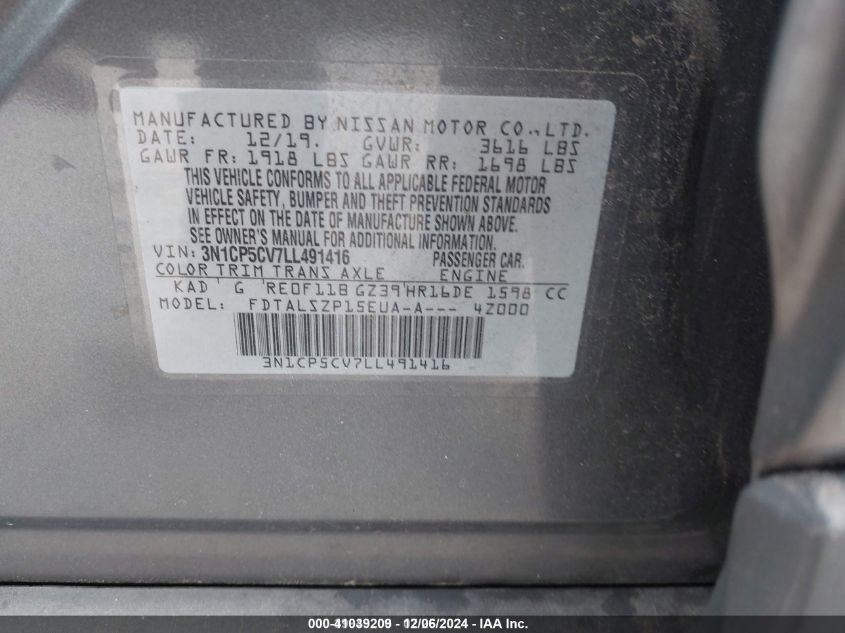 MANUFACTURED BY NISSAN MOTOR CO., LTD.
DATE: 12/19. GVWR: 3616 LBS
GAWR FR: 1918 LBS GAWR RR: 1698 LBS
THIS VEHICLE CONFORMS TO ALL APPLICABLE FEDERAL MOTOR
VEHICLE SAFETY, BUMPER AND THEFT PREVENTION STANDARDS
IN EFFECT ON THE DATE OF MANUFACTURE SHOWN ABOVE.
SEE OWNER'S MANUAL FOR ADDITIONAL INFORMATION.
VIN: 3N1CP5CV7LL491416 PASSENGER CAR.
COLOR TRIM TRANS AXLE ENGINE
KAD G RE0F11B GZ39 HR16DE 1598 CC
MODEL: FDTALSZP15EUA-A--- 4Z000
3N1CP5CV7LL491416
000-41039209 - 12/06/2024 - IAA Inc.